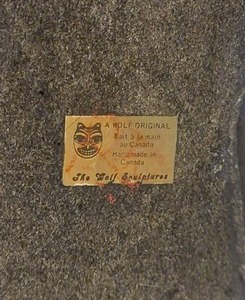 A WOLF ORIGINAL
Fait à la main
au Canada
Handmade in
Canada
The Wolf Sculptures